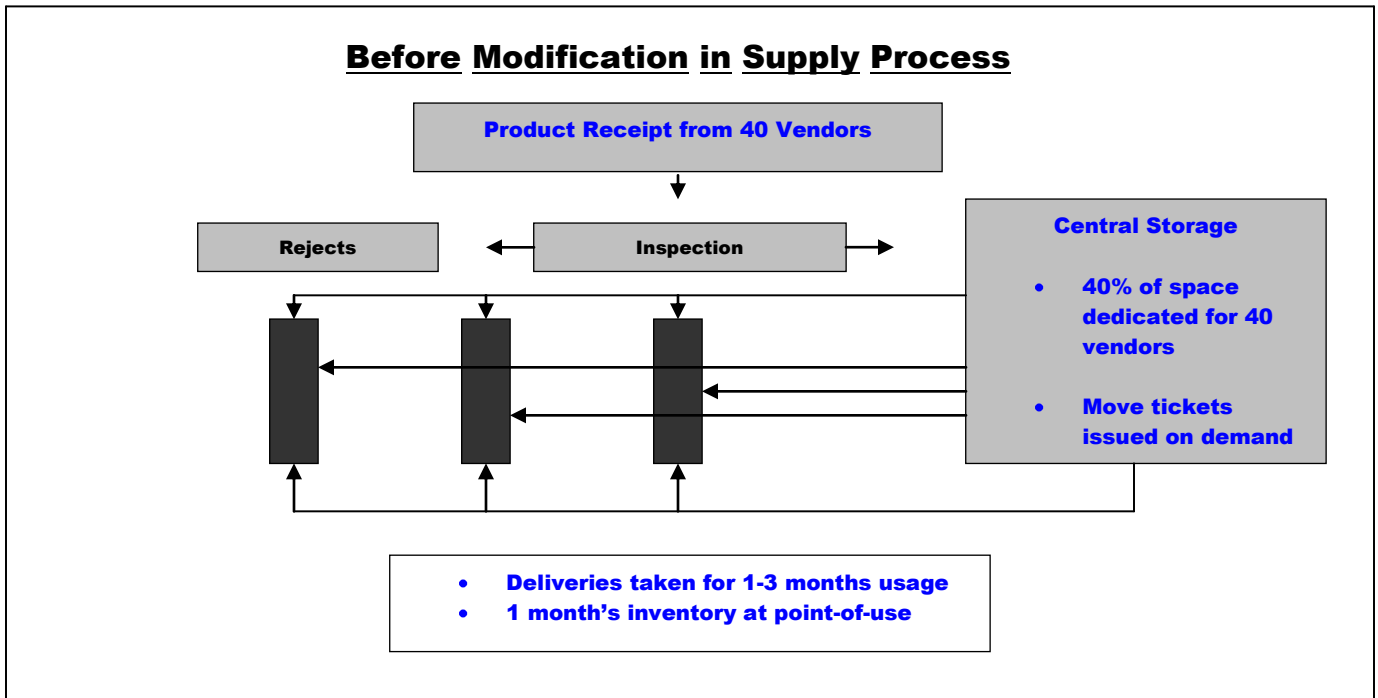 Before Modification in Supply Process
Product Receipt from 40 Vendors
Rejects
Inspection
Central Storage
• 40% of space
dedicated for 40
vendors
• Move tickets
issued on demand
• Deliveries taken for 1-3 months usage
• 1 month’s inventory at point-of-use